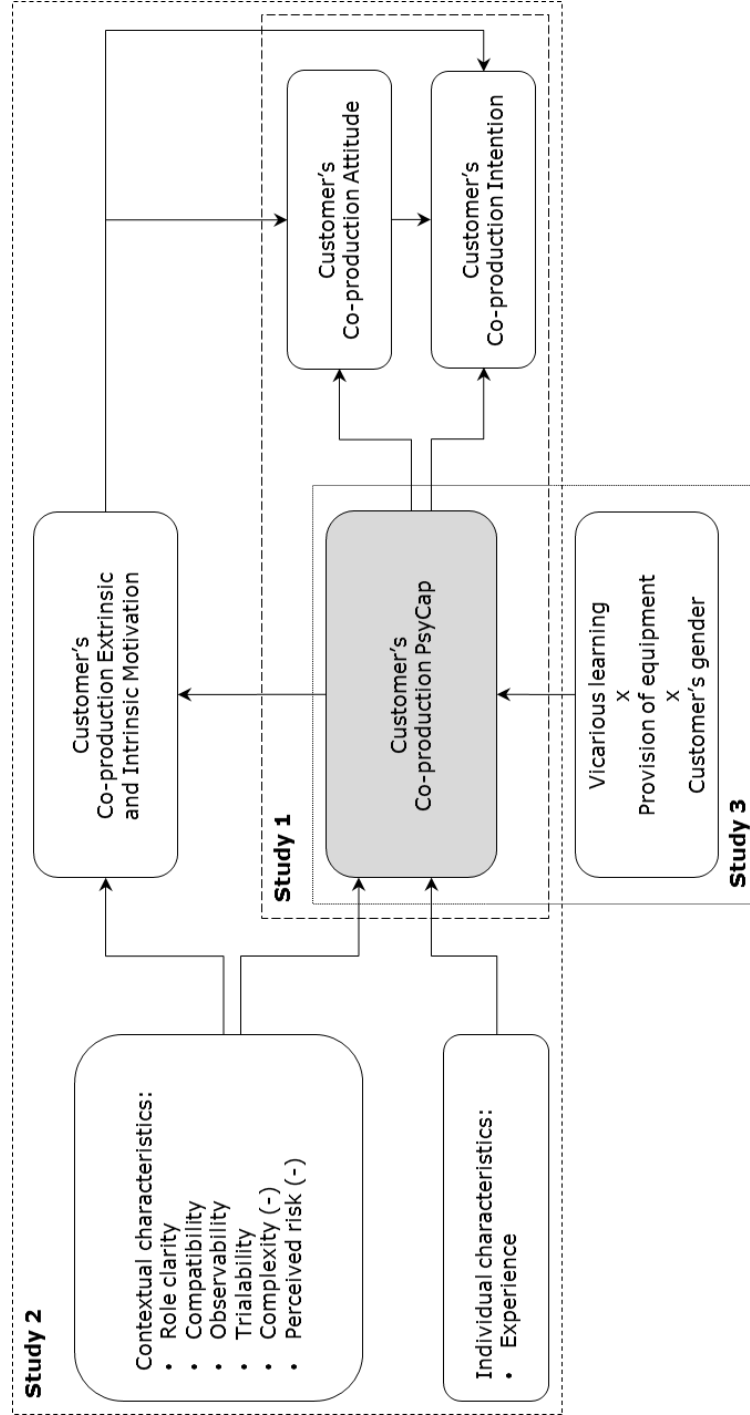 Study 2
Contextual characteristics:
• Role clarity
• Compatibility
• Observability
• Trialability
• Complexity (-)
• Perceived risk (-)
Individual characteristics:
• Experience
Customer's
Co-production Extrinsic
and Intrinsic Motivation
Study 1
Customer's
Co-production PsyCap
Vicarious learning
X
Provision of equipment
X
Customer's gender
Study 3
Customer's
Co-production Attitude
Customer's
Co-production Intention